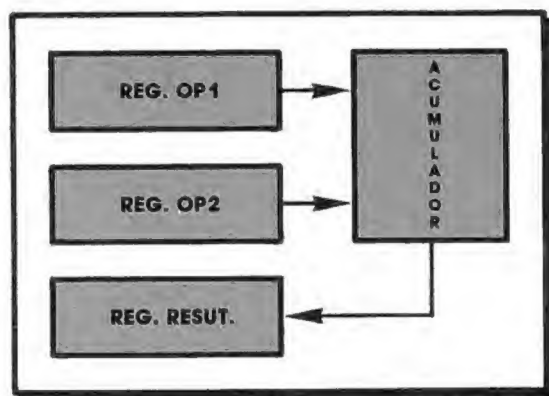 REG. OP1
REG. OP2
REG. RESUT.
ACUMULADOR